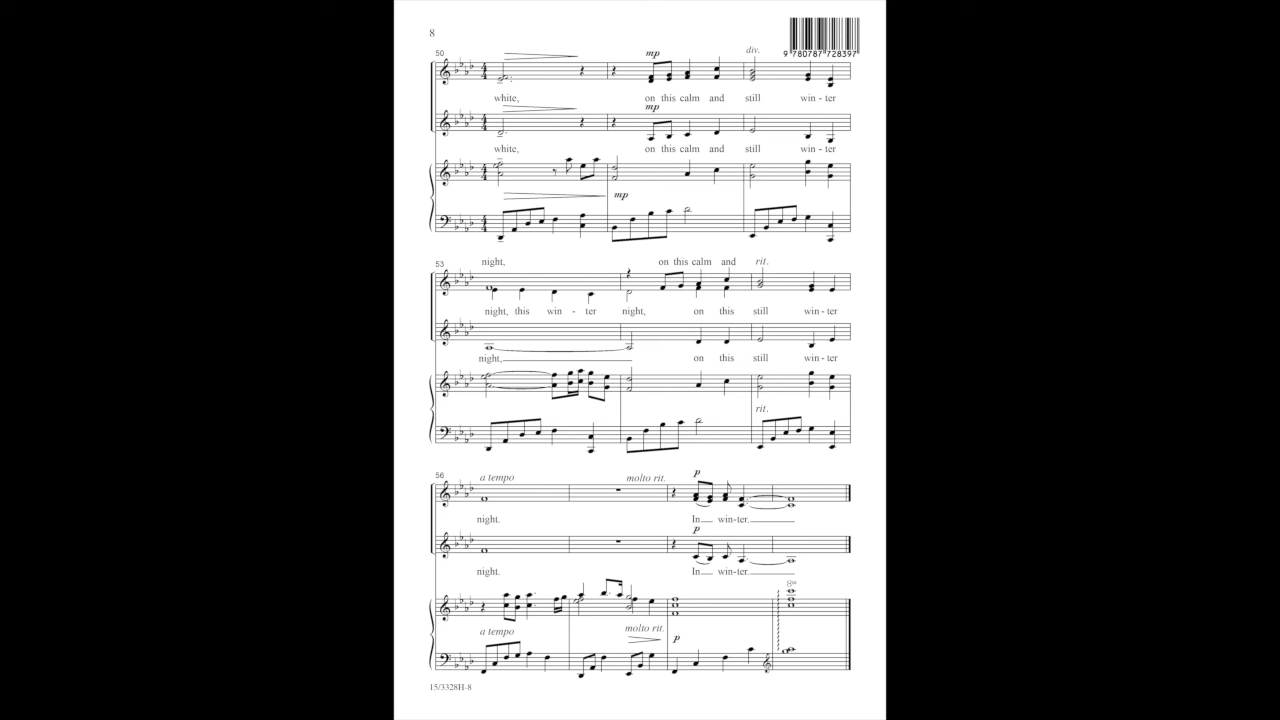 8
9 780787 728397
50
mp
div.
white, on this calm and still win - ter
mp
white, on this calm and still win - ter
mp
53
night, on this calm and rit.
night, this win - ter night, on this still win - ter
night, on this still win - ter
rit.
56
a tempo molto rit. p
night. In win-ter.
p
night. In win-ter.
8va
a tempo molto rit. p
15/3328H-8